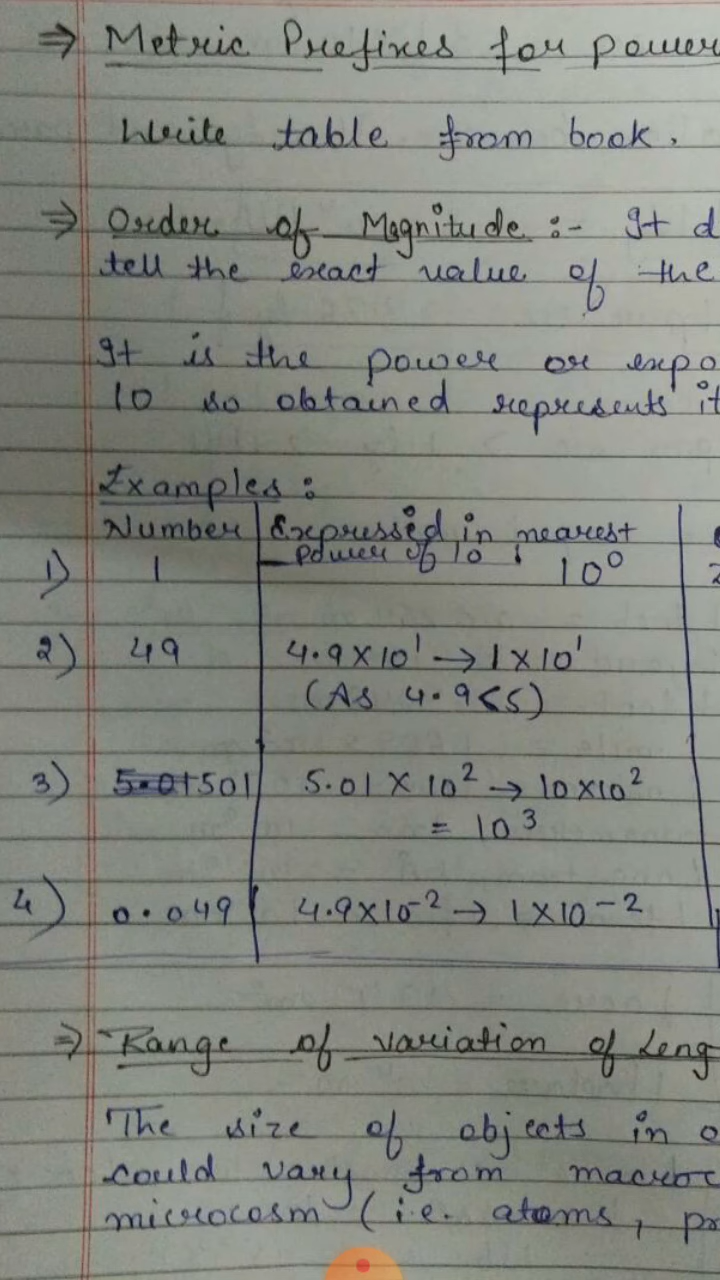 ⇒ Metric Prefixes for power
Write table from book.
⇒ Order of Magnitude :- It d
tell the exact value of the
It is the power or expo
10 so obtained represents it
Examples :
Number Expressed in nearest
power of 10
1) 1 10⁰
2) 49 4.9×10¹ → 1×10¹
(As 4.9<5)
3) 501 5.01 × 10² → 10×10²
= 10³
4) 0.049 4.9×10⁻² → 1×10⁻²
⇒ Range of variation of Leng
The size of objects in o
could vary from macroc
microcosm (i.e. atoms, pr